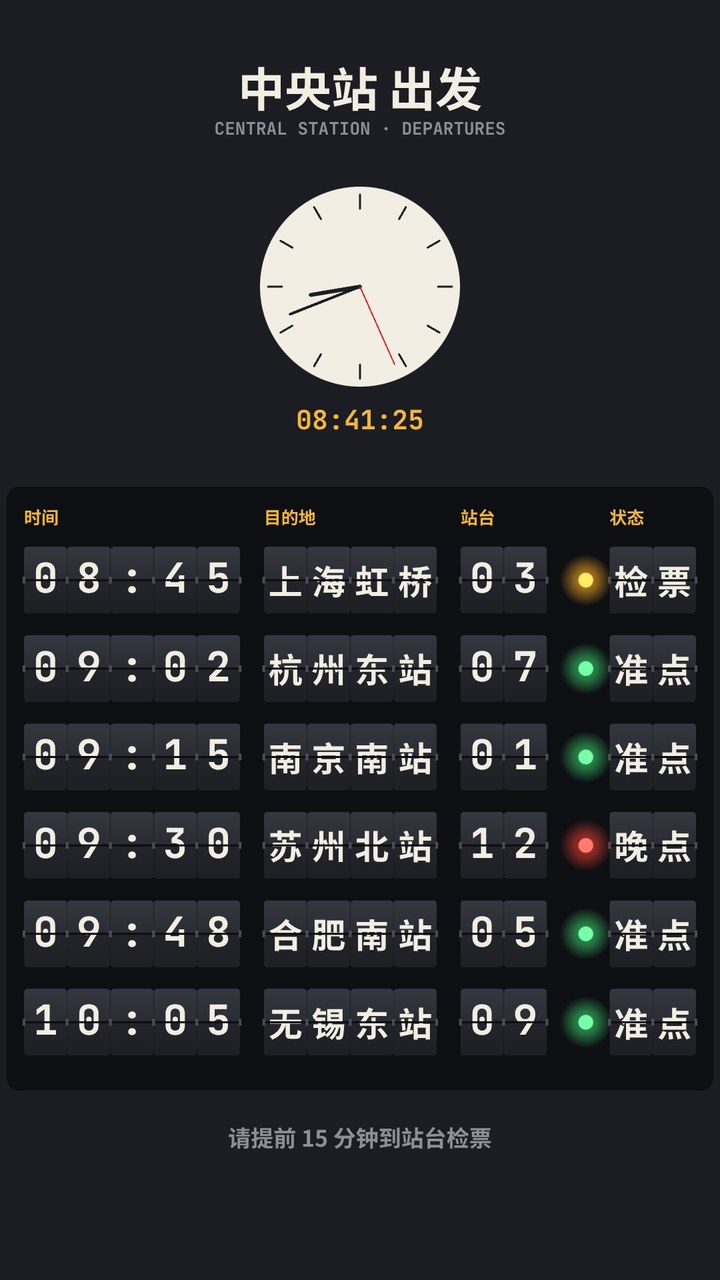 中央站 出发
CENTRAL STATION · DEPARTURES
08:41:25
时间 目的地 站台 状态
08:45 上海虹桥 03 检票
09:02 杭州东站 07 准点
09:15 南京南站 01 准点
09:30 苏州北站 12 晚点
09:48 合肥南站 05 准点
10:05 无锡东站 09 准点
请提前 15 分钟到站台检票